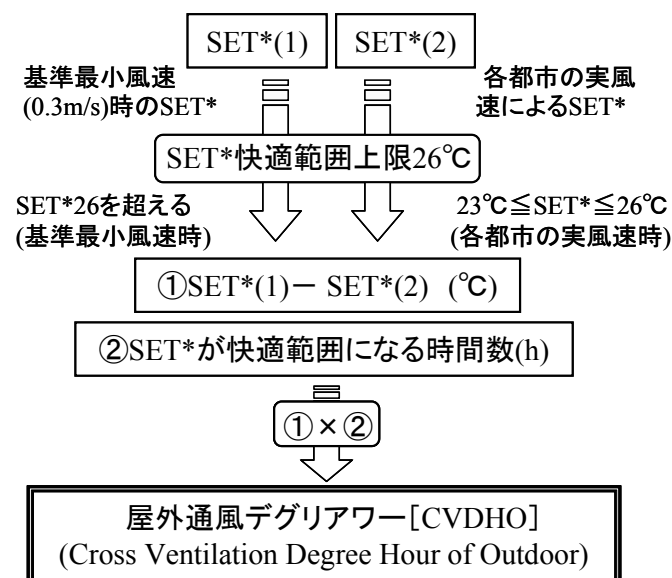 SET*(1)
SET*(2)
基準最小風速
(0.3m/s)時のSET*
各都市の実風
速によるSET*
SET*快適範囲上限26℃
SET*26を超える
(基準最小風速時)
23℃≦SET*≦26℃
(各都市の実風速時)
①SET*(1)－ SET*(2) (℃)
②SET*が快適範囲になる時間数(h)
①×②
屋外通風デグリアワー[CVDHO]
(Cross Ventilation Degree Hour of Outdoor)